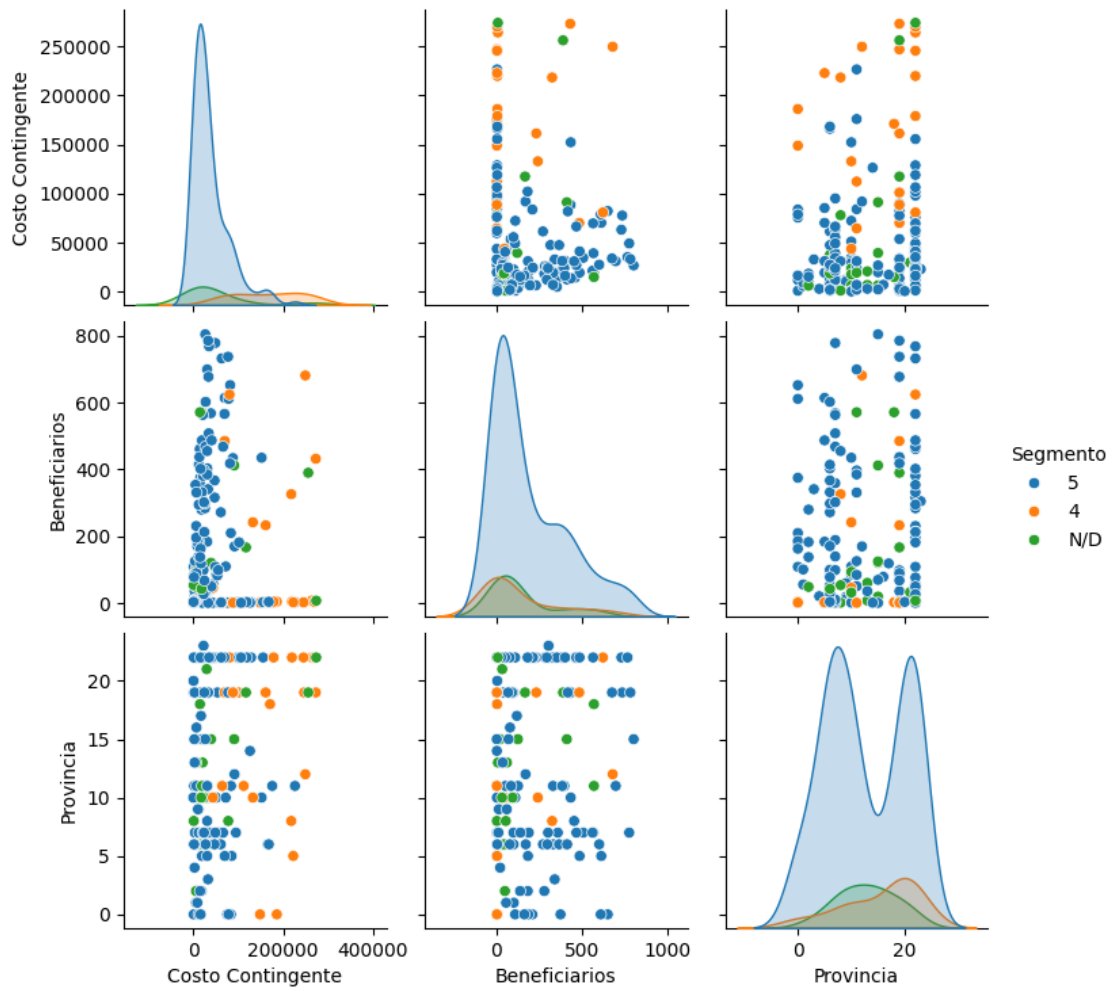 250000
200000
150000
100000
50000
0
Costo Contingente
800
600
400
200
0
Beneficiarios
Segmento
5
4
N/D
20
15
10
5
0
Provincia
0 200000 400000
0 500 1000
0 20
Costo Contingente
Beneficiarios
Provincia